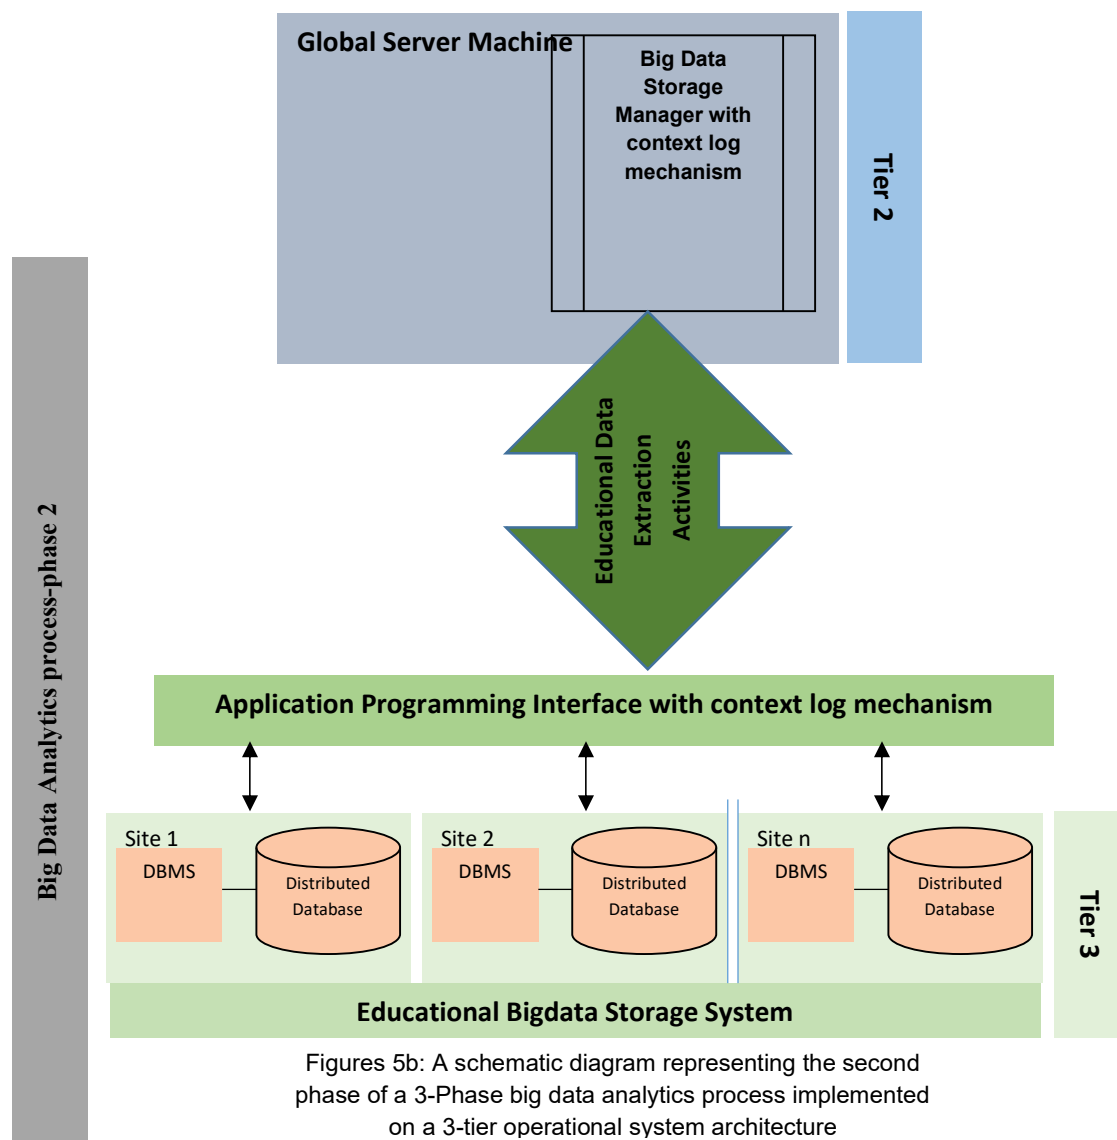 Global Server Machine
Big Data
Storage
Manager with
context log
mechanism
Tier 2
Big Data Analytics process-phase 2
Educational Data
Extraction
Activities
Application Programming Interface with context log mechanism
Site 1
DBMS
Distributed
Database
Site 2
DBMS
Distributed
Database
Site n
DBMS
Distributed
Database
Tier 3
Educational Bigdata Storage System
Figures 5b: A schematic diagram representing the second
phase of a 3-Phase big data analytics process implemented
on a 3-tier operational system architecture